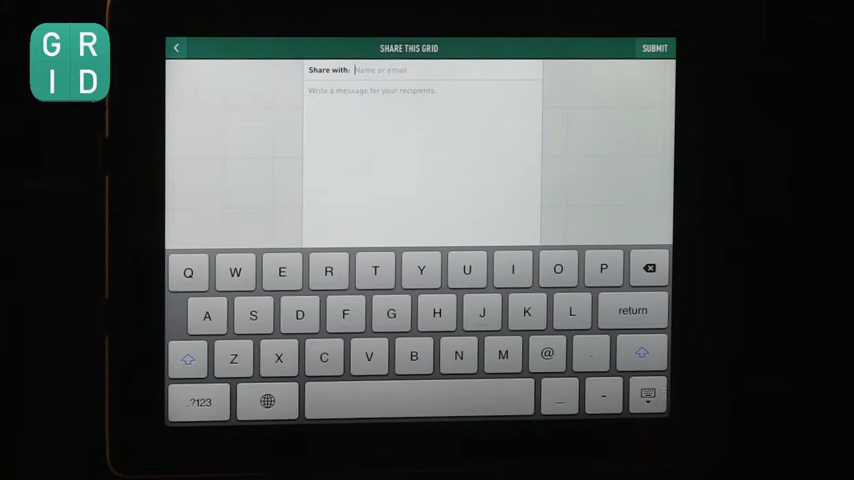 G R
I D
SHARE THIS GRID
SUBMIT
Share with: Name or email
Write a message for your recipients.
Q W E R T Y U I O P
A S D F G H J K L return
Z X C V B N M @ .
.?123 _ -